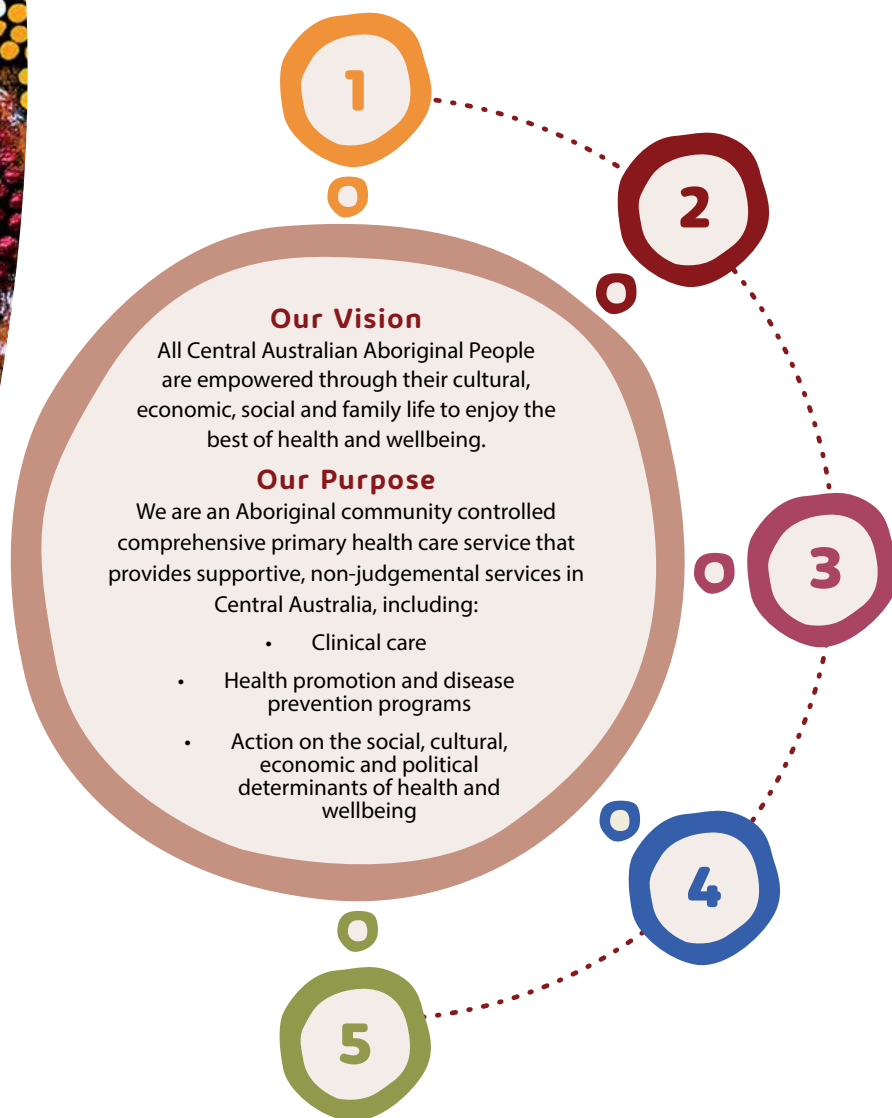 1
2
Our Vision
All Central Australian Aboriginal People
are empowered through their cultural,
economic, social and family life to enjoy the
best of health and wellbeing.
Our Purpose
We are an Aboriginal community controlled
comprehensive primary health care service that
provides supportive, non-judgemental services in
Central Australia, including:
• Clinical care
• Health promotion and disease
prevention programs
• Action on the social, cultural,
economic and political
determinants of health and
wellbeing
3
4
5